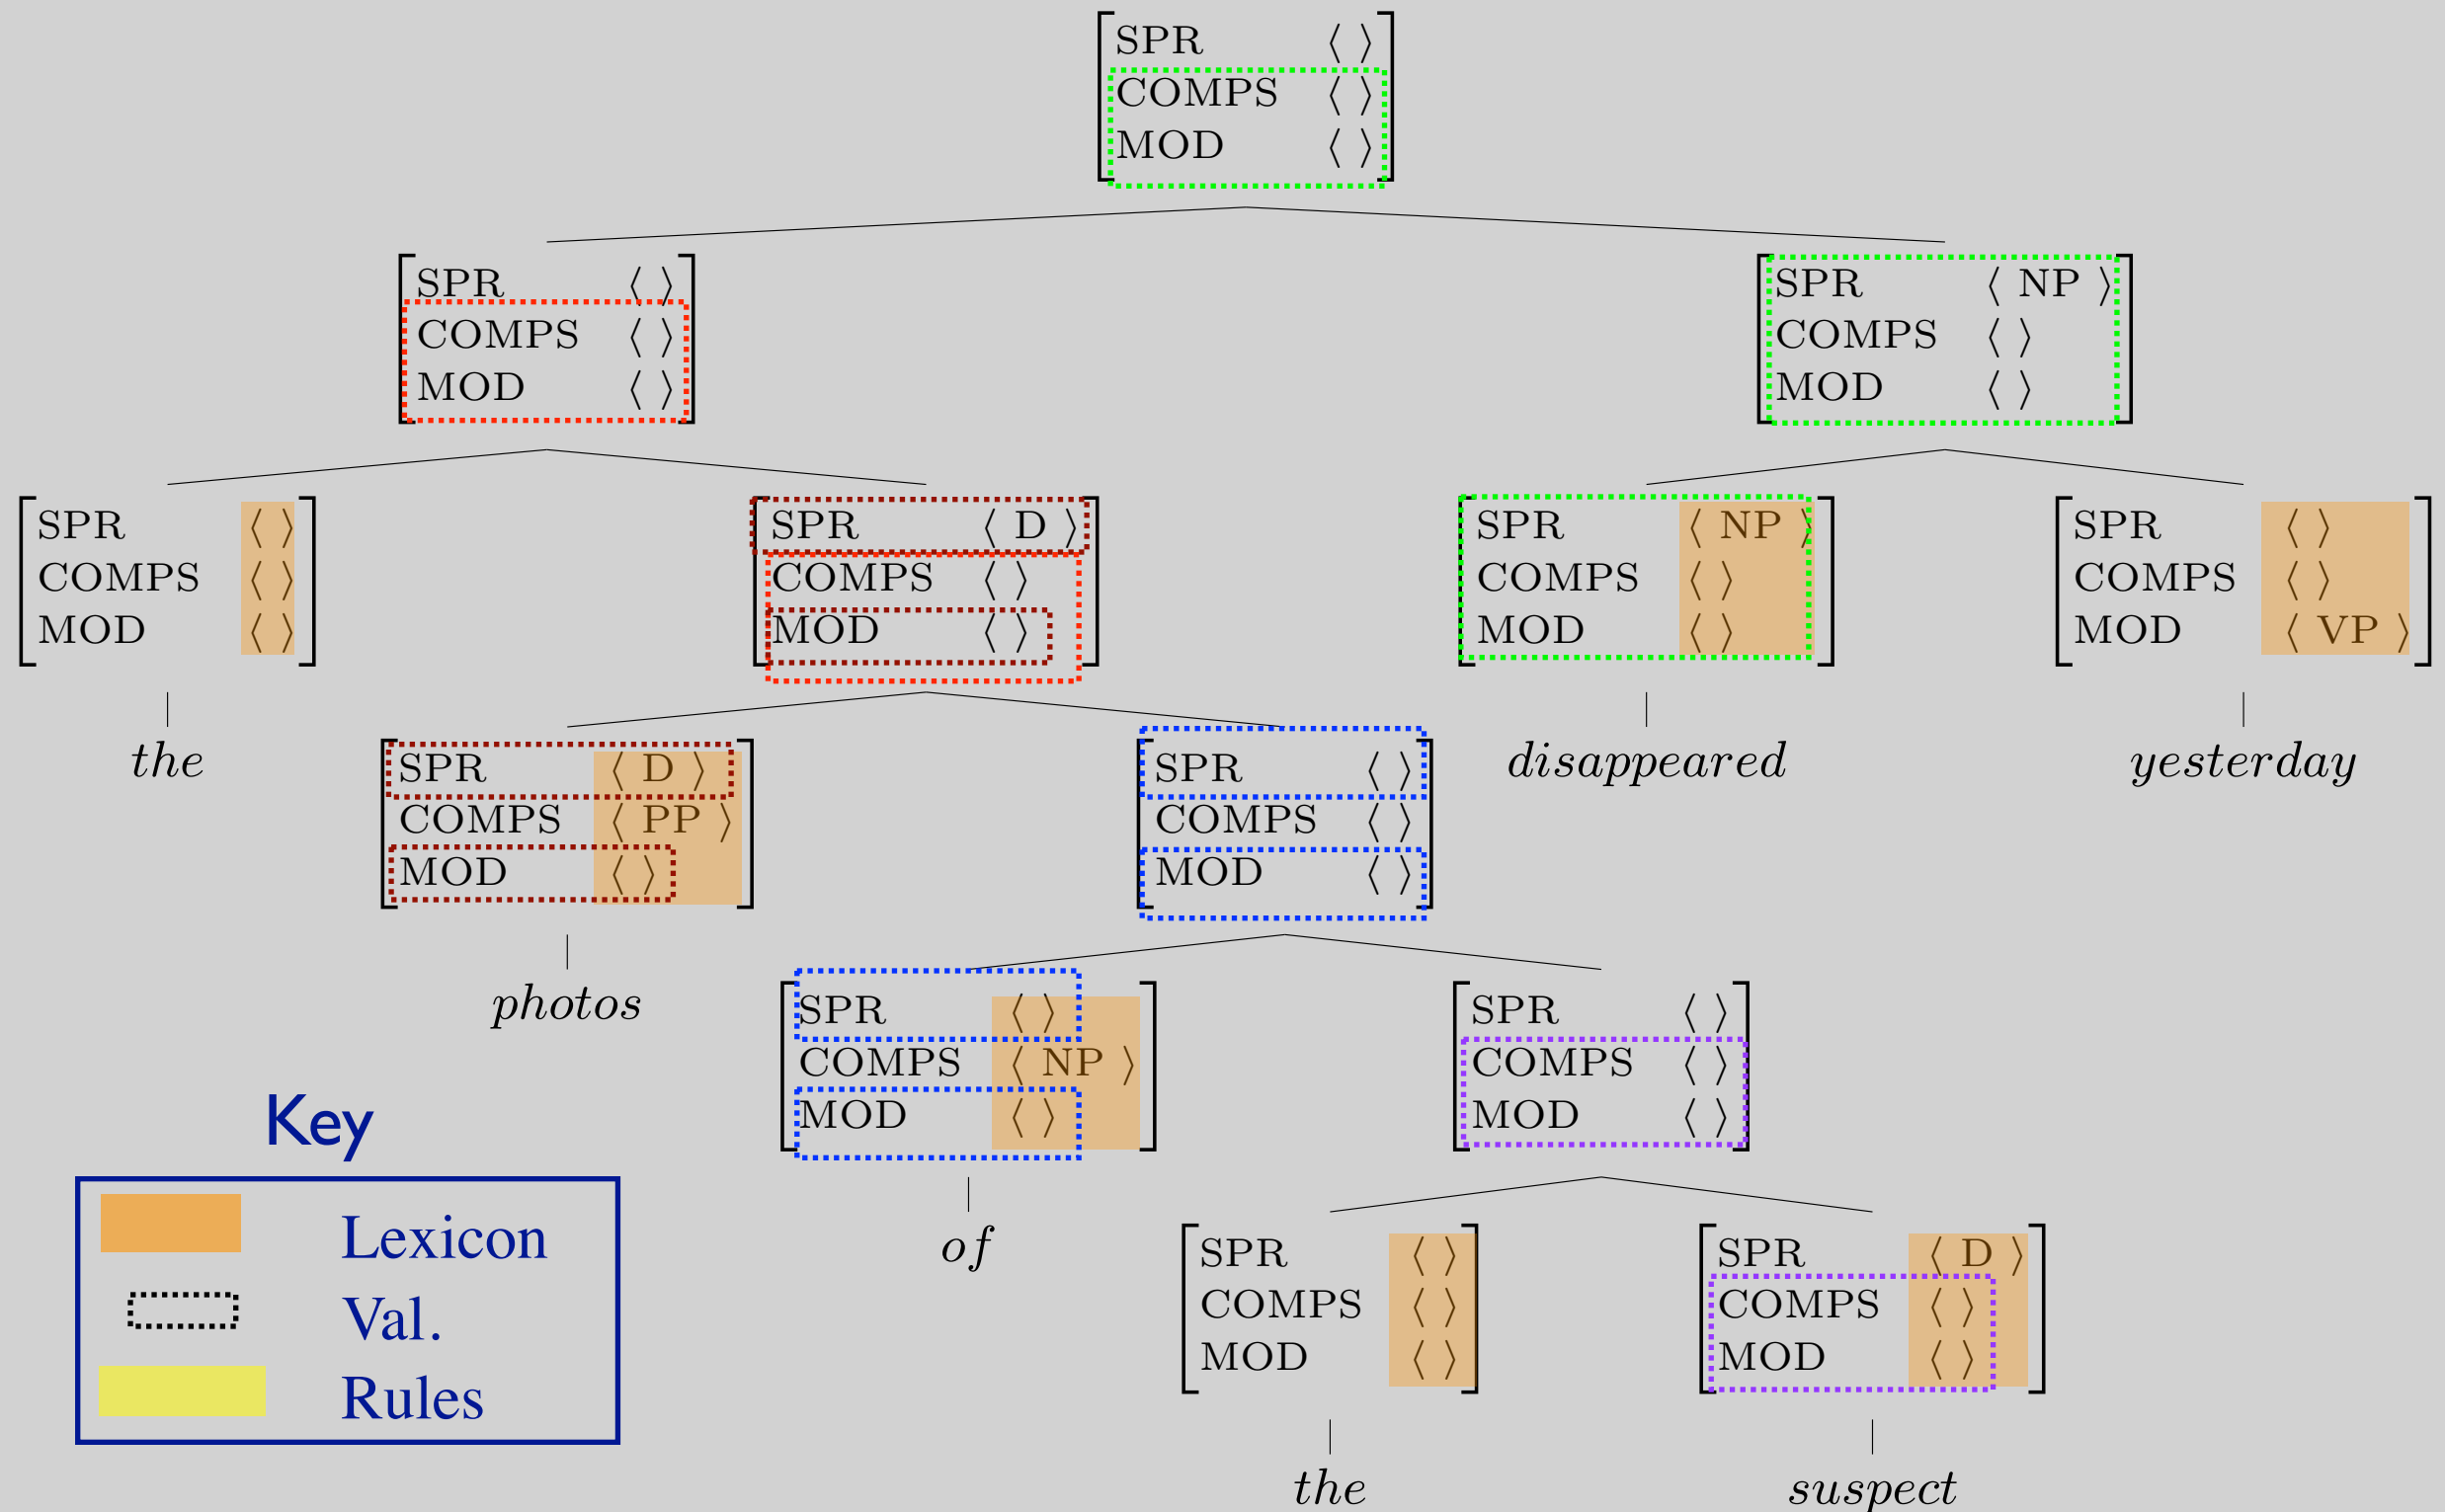 SPR ⟨ ⟩
COMPS ⟨ ⟩
MOD ⟨ ⟩
SPR ⟨ ⟩
COMPS ⟨ ⟩
MOD ⟨ ⟩
SPR ⟨ NP ⟩
COMPS ⟨ ⟩
MOD ⟨ ⟩
SPR ⟨ ⟩
COMPS ⟨ ⟩
MOD ⟨ ⟩
the
SPR ⟨ D ⟩
COMPS ⟨ ⟩
MOD ⟨ ⟩
SPR ⟨ NP ⟩
COMPS ⟨ ⟩
MOD ⟨ ⟩
disappeared
SPR ⟨ ⟩
COMPS ⟨ ⟩
MOD ⟨ VP ⟩
yesterday
SPR ⟨ D ⟩
COMPS ⟨ PP ⟩
MOD ⟨ ⟩
photos
SPR ⟨ ⟩
COMPS ⟨ ⟩
MOD ⟨ ⟩
SPR ⟨ ⟩
COMPS ⟨ NP ⟩
MOD ⟨ ⟩
of
SPR ⟨ ⟩
COMPS ⟨ ⟩
MOD ⟨ ⟩
SPR ⟨ ⟩
COMPS ⟨ ⟩
MOD ⟨ ⟩
the
SPR ⟨ D ⟩
COMPS ⟨ ⟩
MOD ⟨ ⟩
suspect
Key
Lexicon
Val.
Rules